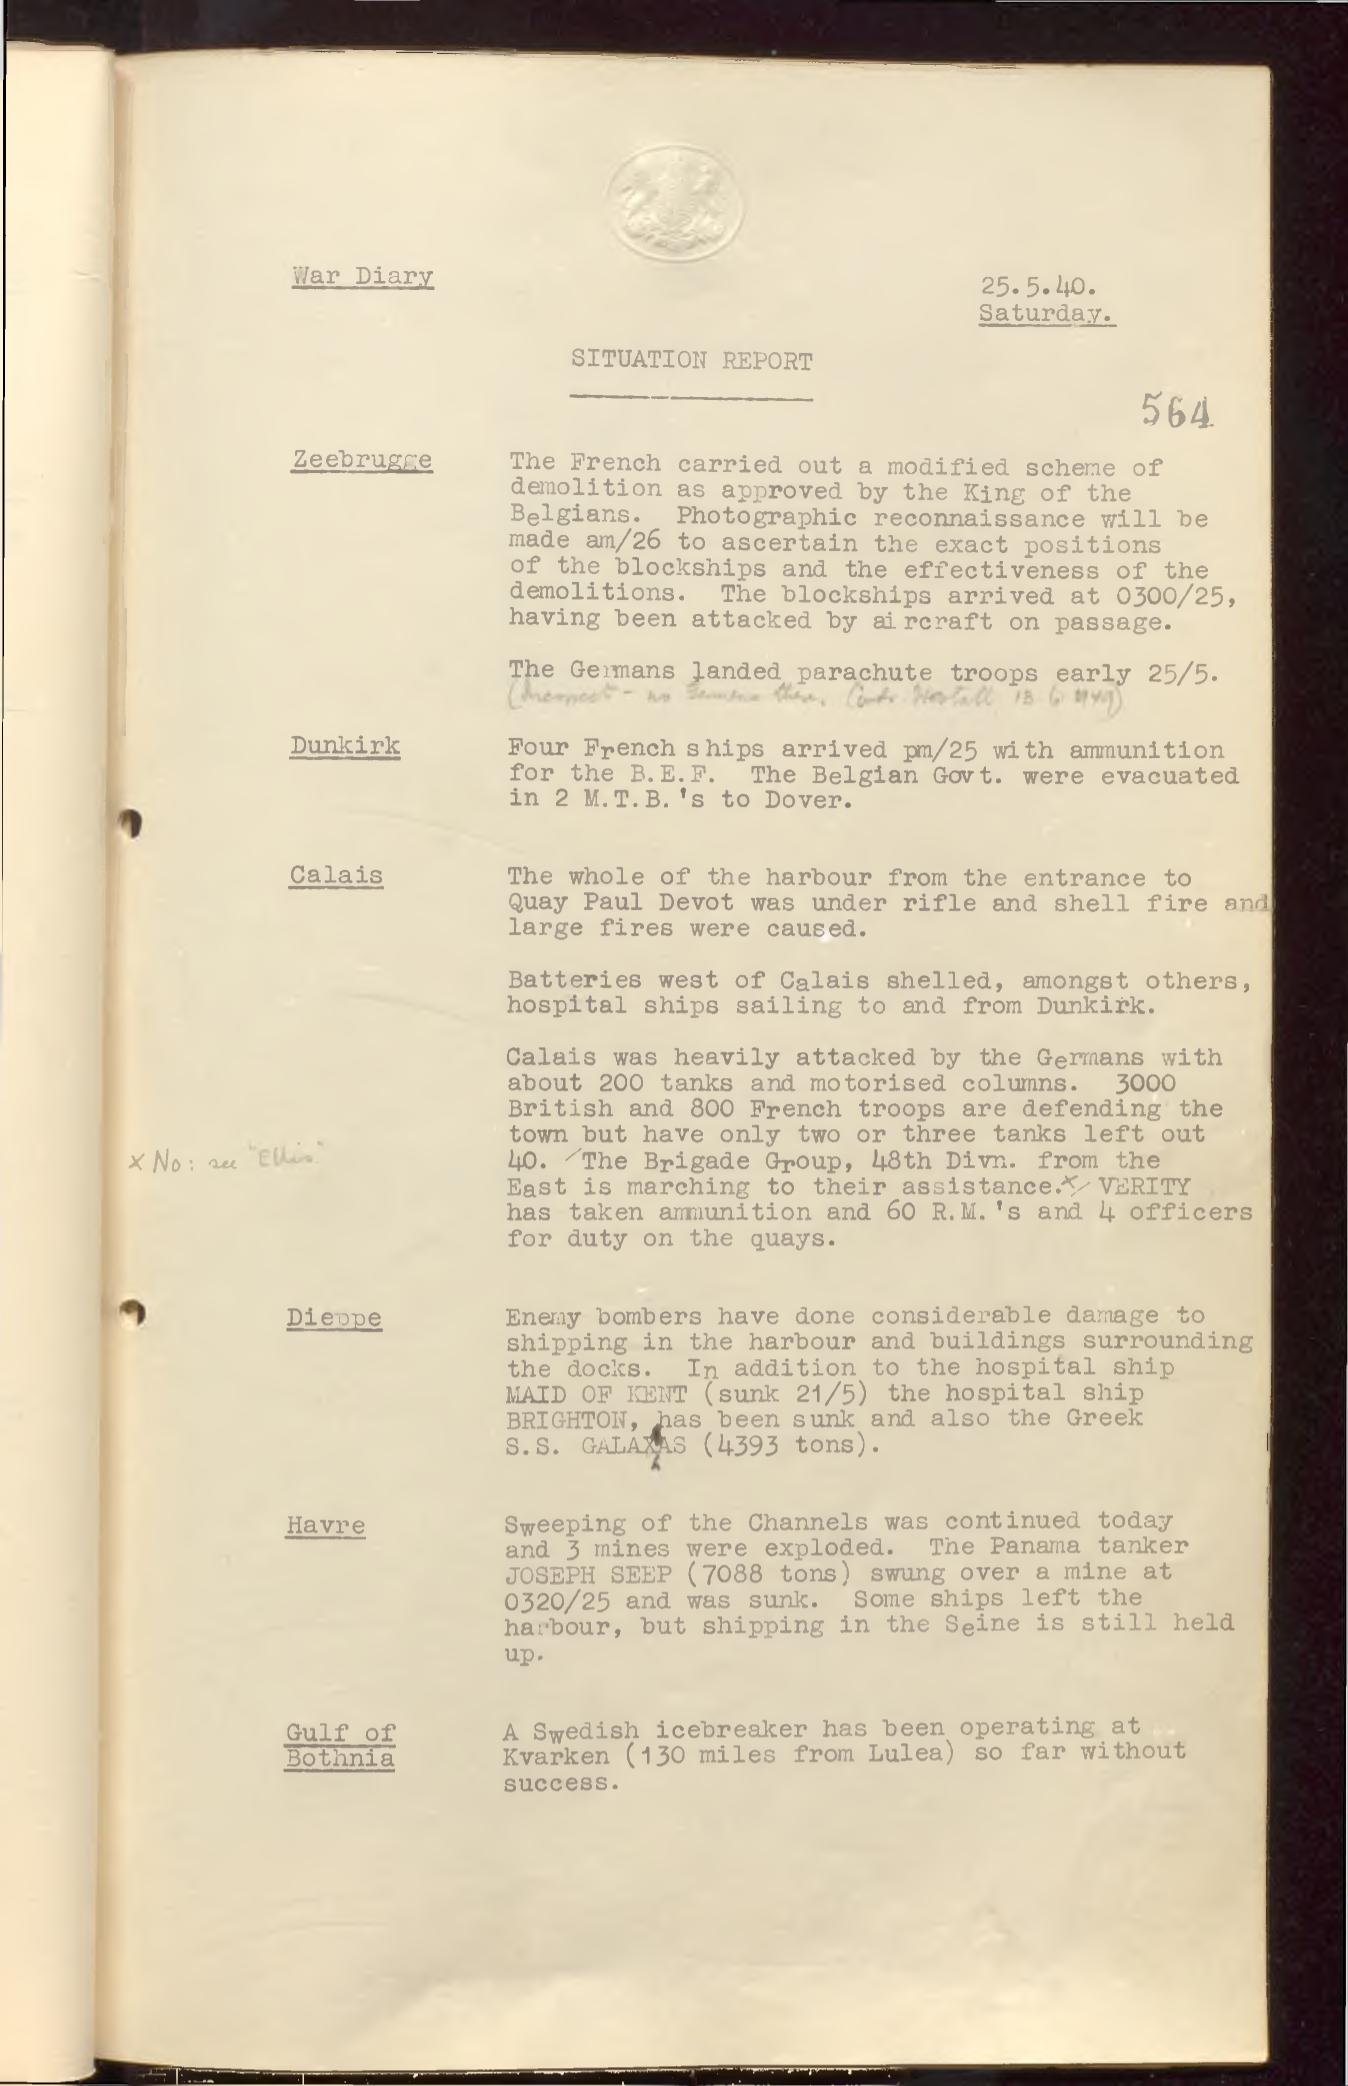 War Diary
25.5.40.
Saturday.
SITUATION REPORT
564
Zeebrugge
The French carried out a modified scheme of
demolition as approved by the King of the
Belgians. Photographic reconnaissance will be
made am/26 to ascertain the exact positions
of the blockships and the effectiveness of the
demolitions. The blockships arrived at 0300/25,
having been attacked by aircraft on passage.
The Germans landed parachute troops early 25/5.
(Incorrect - no Germans there.
Dunkirk
Four French ships arrived pm/25 with ammunition
for the B.E.F. The Belgian Govt. were evacuated
in 2 M.T.B.'s to Dover.
Calais
The whole of the harbour from the entrance to
Quay Paul Devot was under rifle and shell fire and
large fires were caused.
Batteries west of Calais shelled, amongst others,
hospital ships sailing to and from Dunkirk.
Calais was heavily attacked by the Germans with
about 200 tanks and motorised columns. 3000
British and 800 French troops are defending the
town but have only two or three tanks left out
x No: see "Ellis"
40. /The Brigade Group, 48th Divn. from the
East is marching to their assistance.x/ VERITY
has taken ammunition and 60 R.M.'s and 4 officers
for duty on the quays.
Dieppe
Enemy bombers have done considerable damage to
shipping in the harbour and buildings surrounding
the docks. In addition to the hospital ship
MAID OF KENT (sunk 21/5) the hospital ship
BRIGHTON, has been sunk and also the Greek
S.S. GALAXAS (4393 tons).
Havre
Sweeping of the Channels was continued today
and 3 mines were exploded. The Panama tanker
JOSEPH SEEP (7088 tons) swung over a mine at
0320/25 and was sunk. Some ships left the
harbour, but shipping in the Seine is still held
up.
Gulf of
Bothnia
A Swedish icebreaker has been operating at
Kvarken (130 miles from Lulea) so far without
success.